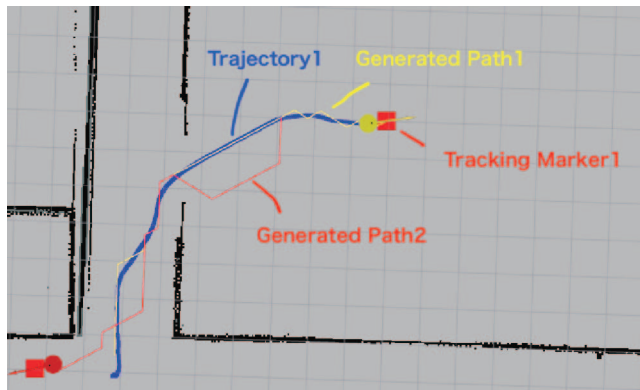 Trajectory1
Generated Path1
Tracking Marker1
Generated Path2